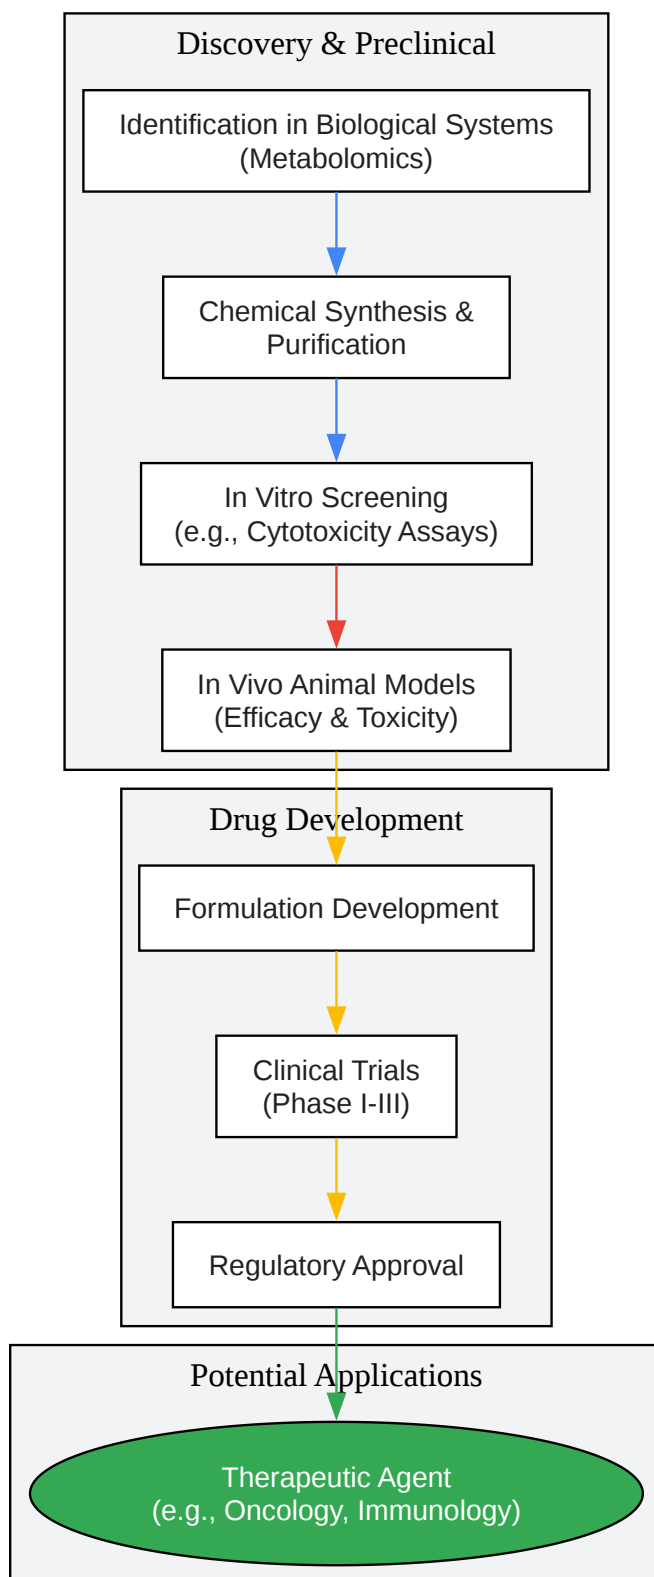 Discovery & Preclinical
Identification in Biological Systems
(Metabolomics)
Chemical Synthesis &
Purification
In Vitro Screening
(e.g., Cytotoxicity Assays)
In Vivo Animal Models
(Efficacy & Toxicity)
Drug Development
Formulation Development
Clinical Trials
(Phase I-III)
Regulatory Approval
Potential Applications
Therapeutic Agent
(e.g., Oncology, Immunology)